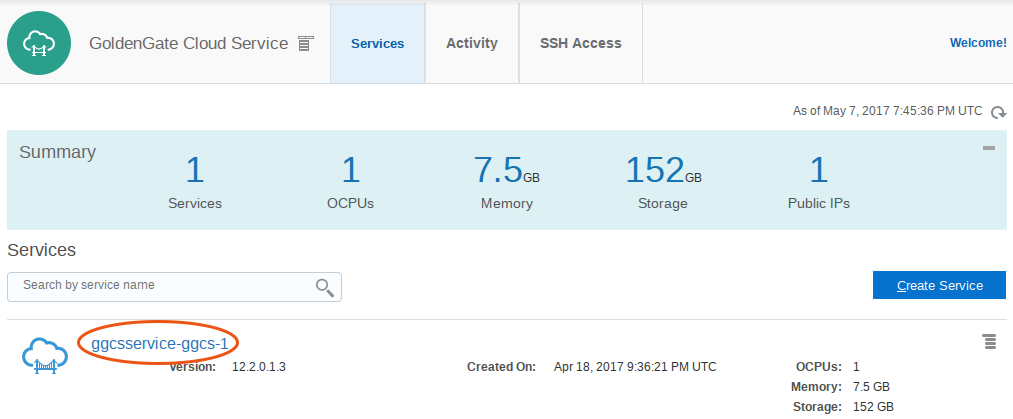 GoldenGate Cloud Service
Services
Activity
SSH Access
Welcome!
As of May 7, 2017 7:45:36 PM UTC
Summary
1 1 7.5GB 152GB 1
Services OCPUs Memory Storage Public IPs
Services
Search by service name
Create Service
ggcsservice-ggcs-1
Version: 12.2.0.1.3 Created On: Apr 18, 2017 9:36:21 PM UTC OCPUs: 1
Memory: 7.5 GB
Storage: 152 GB